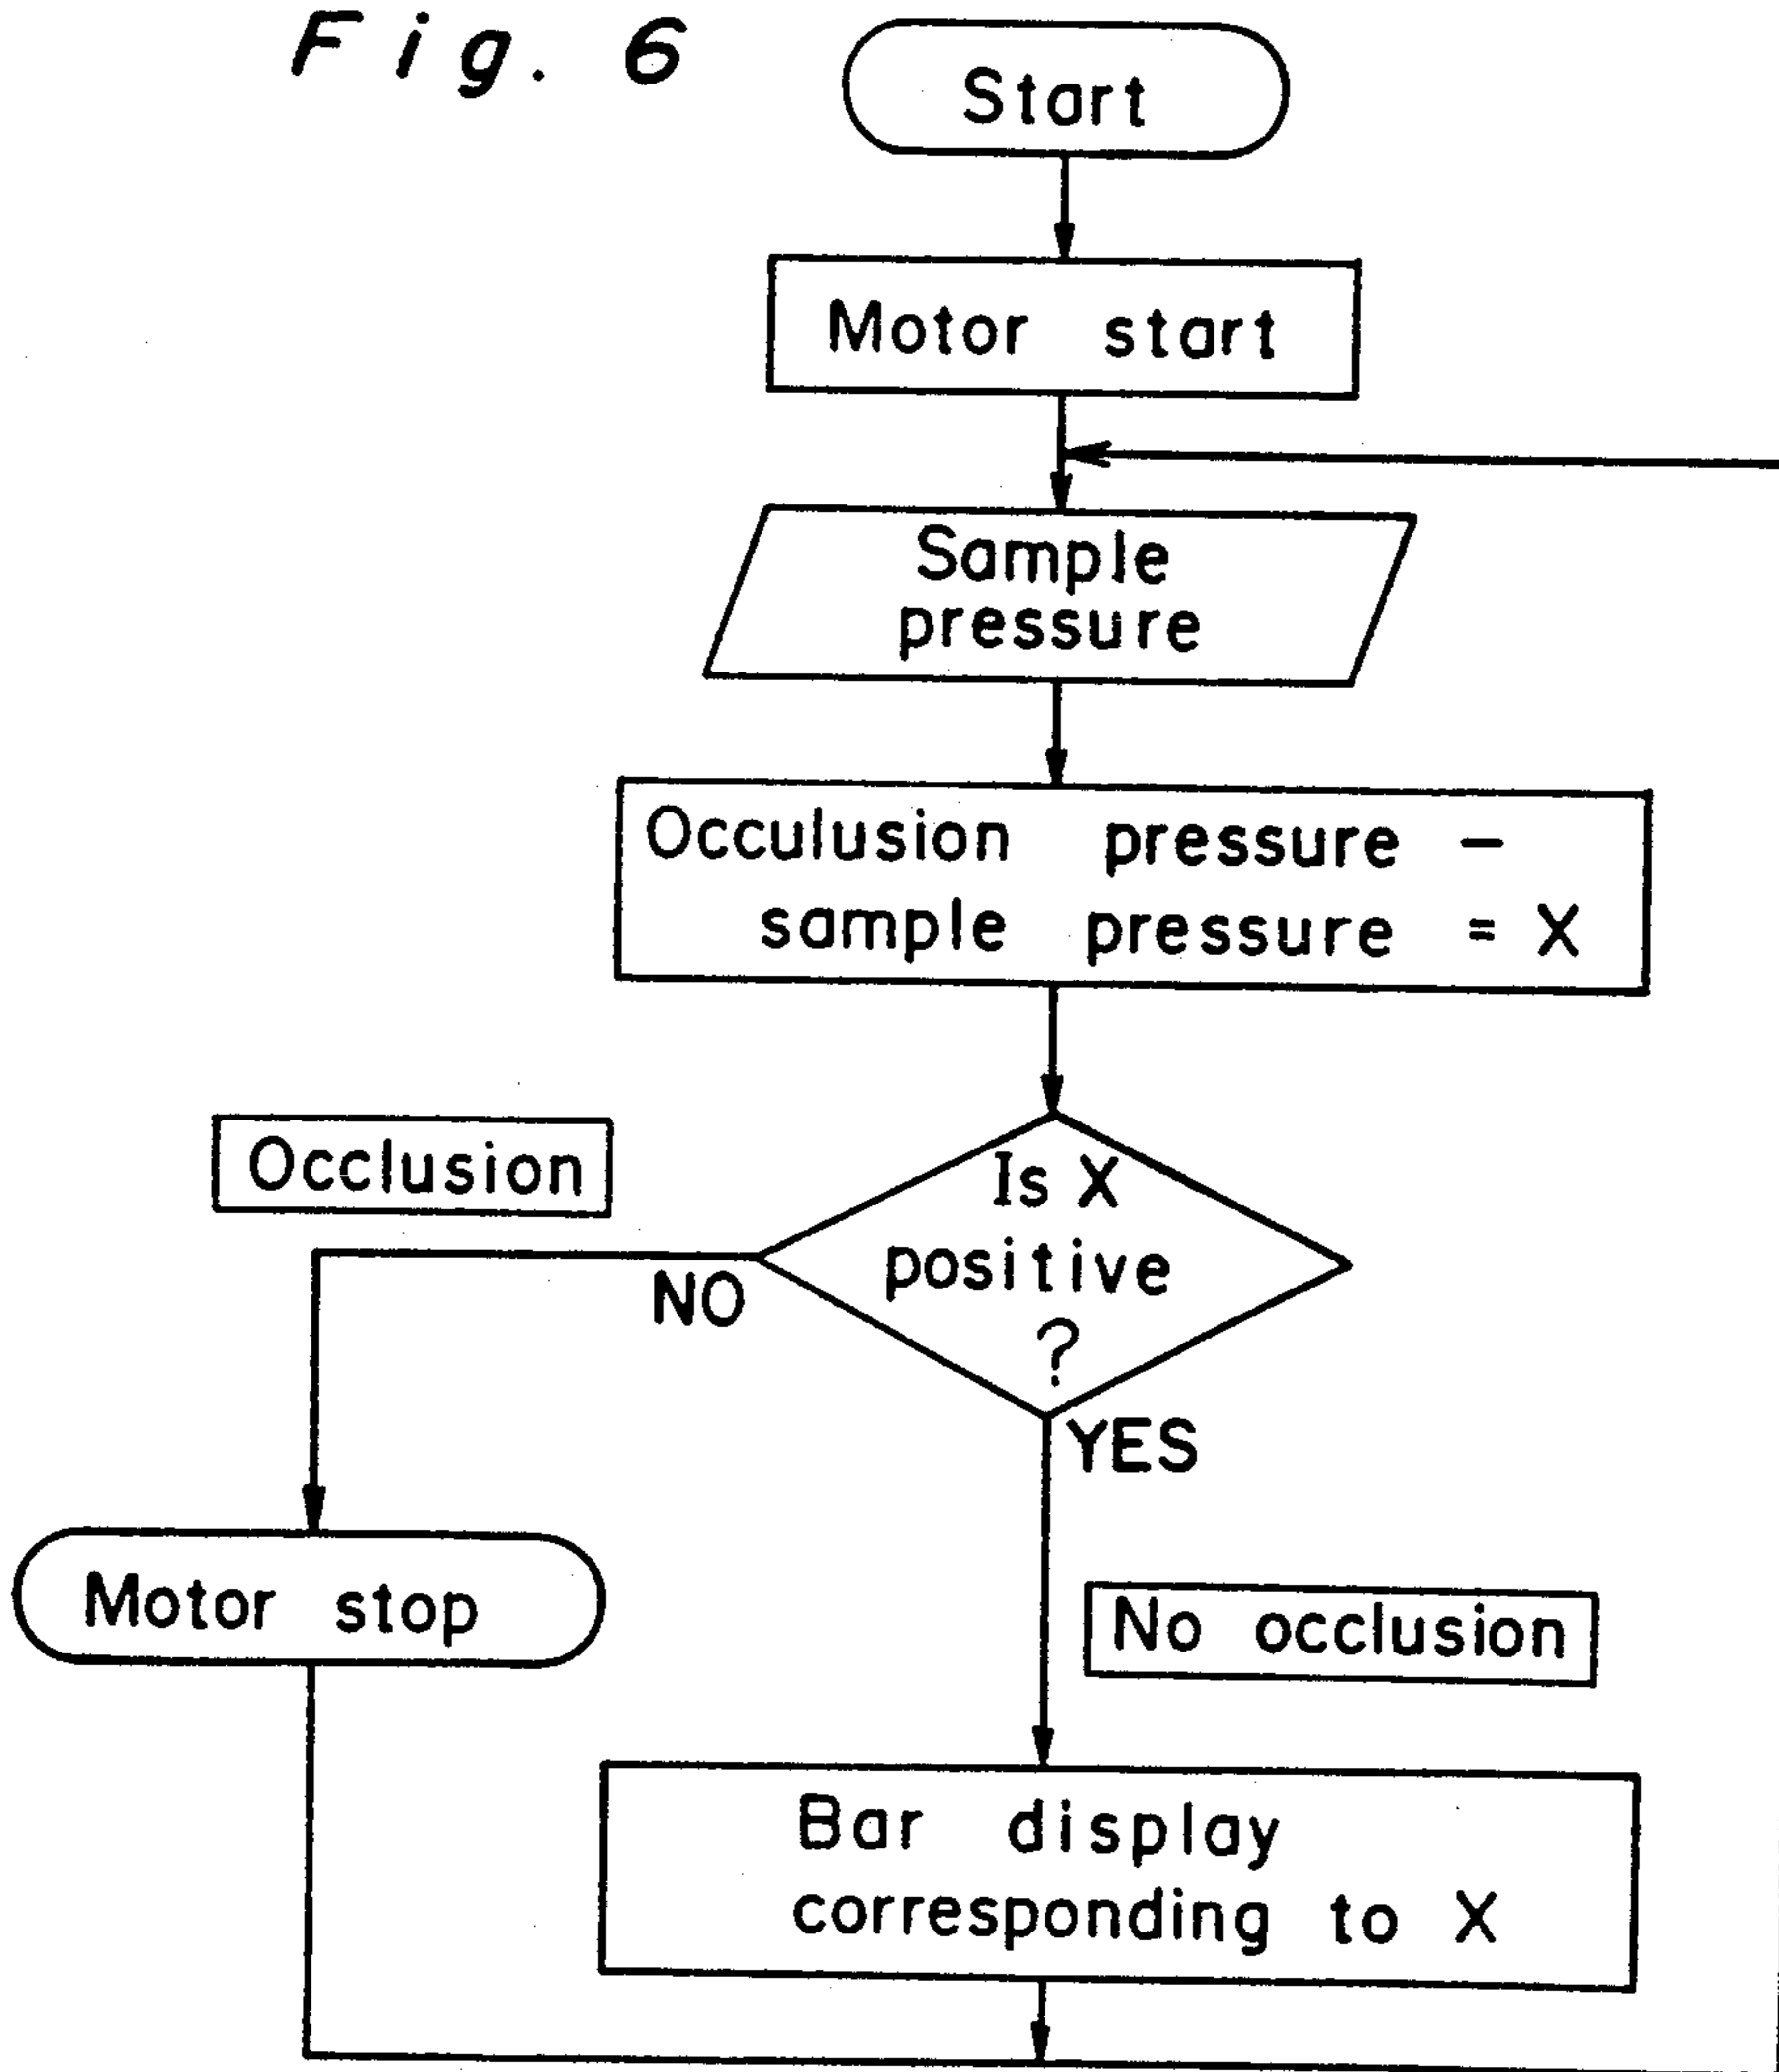 Fig. 6
Start
Motor start
Sample
pressure
Occulusion pressure –
sample pressure = X
Occlusion
Is X
positive
?
NO
YES
Motor stop
No occlusion
Bar display
corresponding to X